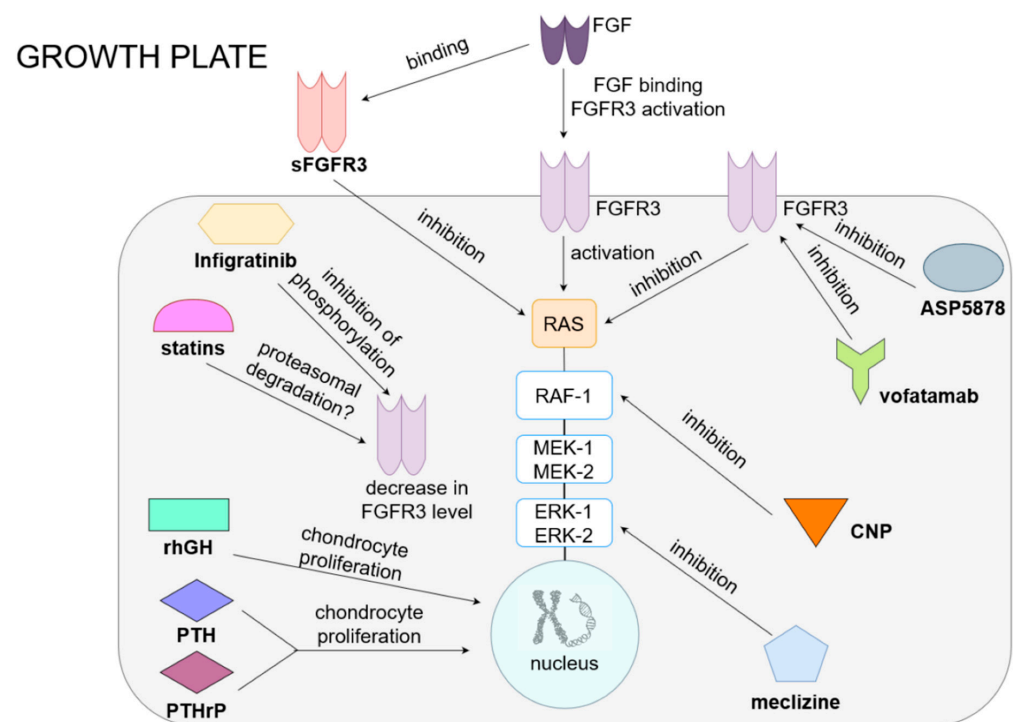 GROWTH PLATE
FGF
binding
FGF binding
FGFR3 activation
sFGFR3
FGFR3
FGFR3
Infigratinib
inhibition
activation
inhibition
inhibition
inhibition
ASP5878
inhibition of
phosphorylation
statins
RAS
proteasomal
degradation?
vofatamab
RAF-1
inhibition
MEK-1
MEK-2
decrease in
FGFR3 level
ERK-1
ERK-2
CNP
rhGH
chondrocyte
proliferation
inhibition
PTH
chondrocyte
proliferation
nucleus
meclizine
PTHrP